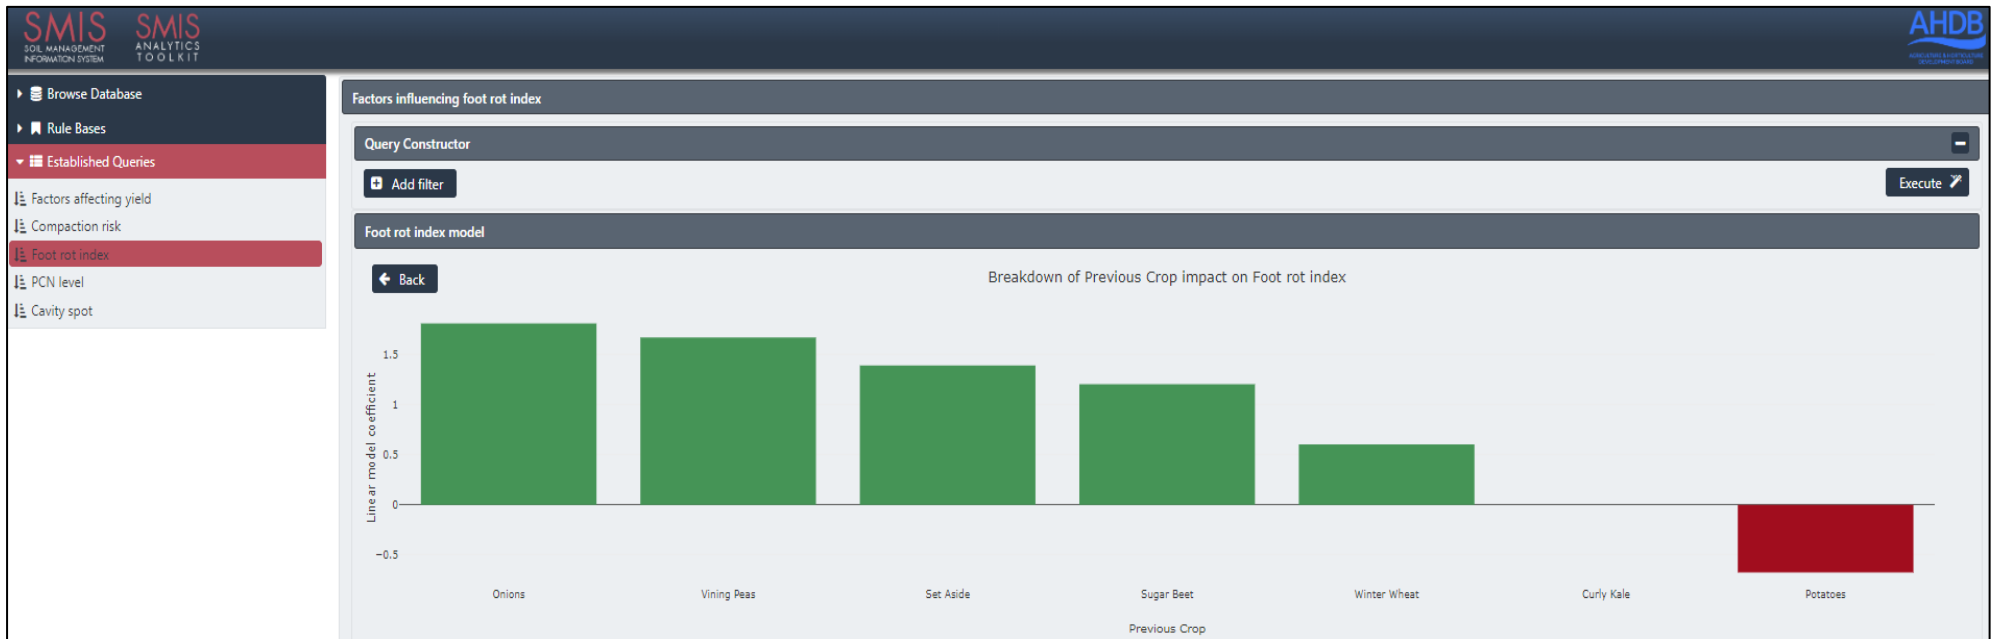 SMIS
SOIL MANAGEMENT
INFORMATION SYSTEM
SMIS
ANALYTICS
TOOLKIT
AHDB
AGRICULTURE & HORTICULTURE
DEVELOPMENT BOARD
Browse Database
Rule Bases
Established Queries
Factors affecting yield
Compaction risk
Foot rot index
PCN level
Cavity spot
Factors influencing foot rot index
Query Constructor
Add filter
Execute
Foot rot index model
Back
Breakdown of Previous Crop impact on Foot rot index
Linear model coefficient
1.5
1
0.5
0
−0.5
Onions
Vining Peas
Set Aside
Sugar Beet
Winter Wheat
Curly Kale
Potatoes
Previous Crop